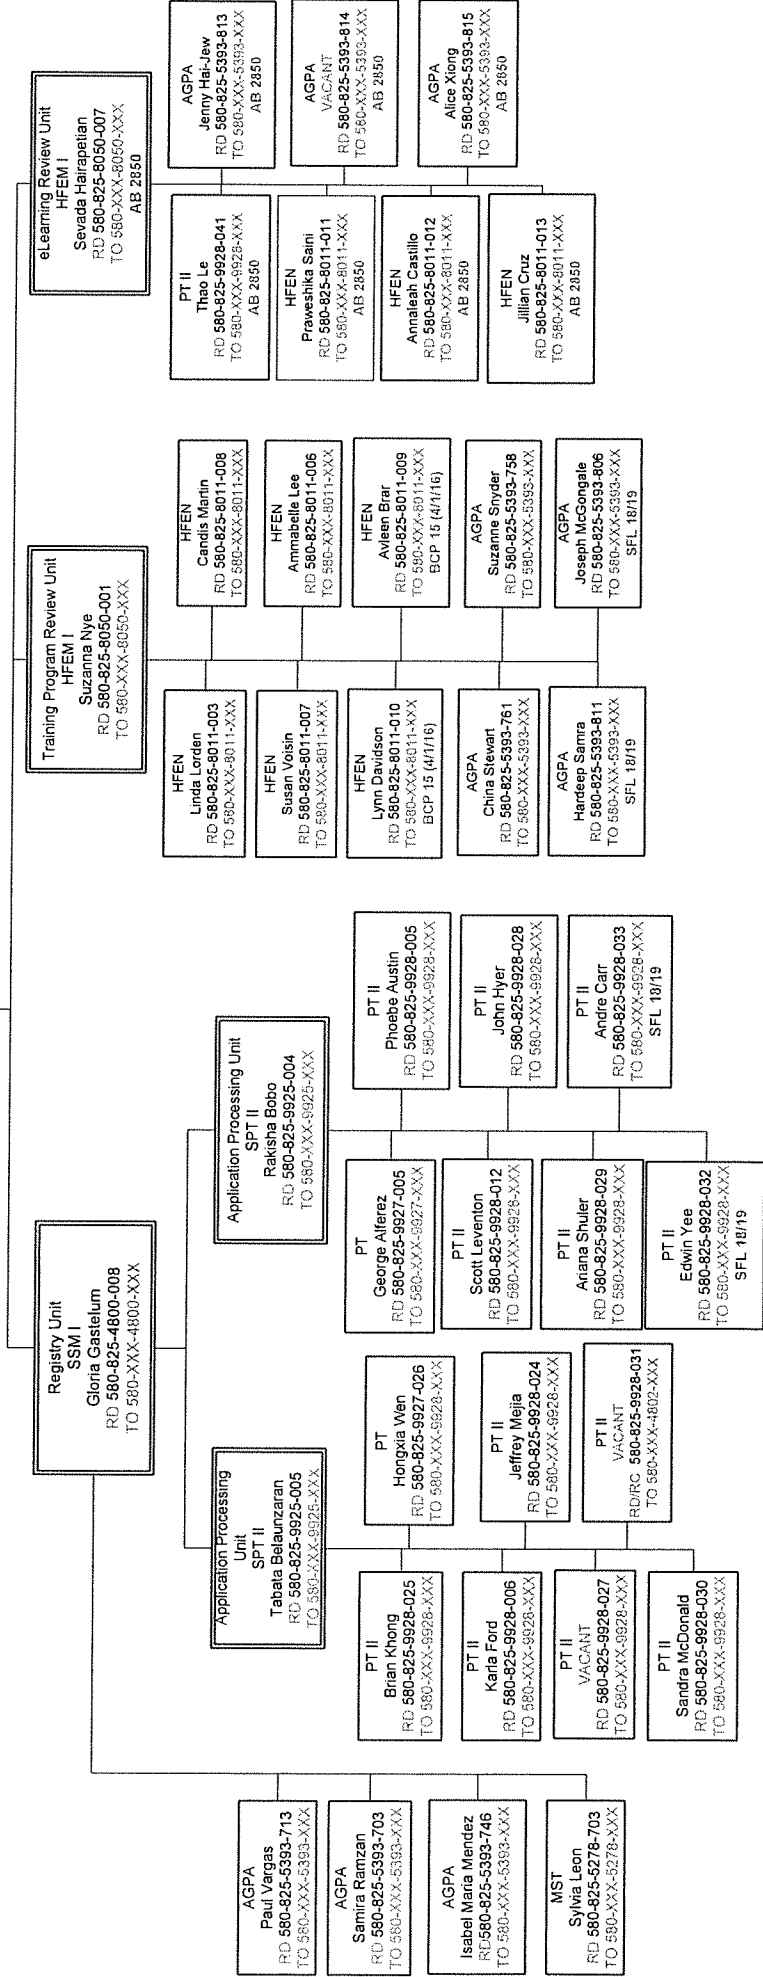 Registry Unit
SSM I
Gloria Gastelum
RD 580-825-4800-008
TO 580-XXX-4800-XXX
Training Program Review Unit
HFEM I
Suzanna Nye
RD 580-825-8050-001
TO 580-XXX-8050-XXX
eLearning Review Unit
HFEM I
Sevada Hairapetian
RD 580-825-8050-007
TO 580-XXX-8050-XXX
AB 2850
AGPA
Paul Vargas
RD 580-825-5393-713
TO 580-XXX-5393-XXX
AGPA
Samira Ramzan
RD 580-825-5393-703
TO 580-XXX-5393-XXX
AGPA
Isabel Maria Mendez
RD580-825-5393-746
TO 580-XXX-5393-XXX
MST
Sylvia Leon
RD 580-825-5278-703
TO 580-XXX-5278-XXX
Application Processing
Unit
SPT II
Tabata Belaunzaran
RD 580-825-9925-005
TO 580-XXX-9925-XXX
PT II
Brian Khong
RD 580-825-9928-025
TO 580-XXX-9928-XXX
PT
Hongxia Wen
RD 580-825-9927-026
TO 580-XXX-9928-XXX
PT II
Karla Ford
RD 580-825-9928-006
TO 580-XXX-9928-XXX
PT II
Jeffrey Mejia
RD 580-825-9928-024
TO 580-XXX-9928-XXX
PT II
VACANT
RD 580-825-9928-027
TO 580-XXX-9928-XXX
PT II
VACANT
RD/RC 580-825-9928-031
TO 580-XXX-4802-XXX
PT II
Sandra McDonald
RD 580-825-9928-030
TO 580-XXX-9928-XXX
Application Processing Unit
SPT II
Rakisha Bobo
RD 580-825-9925-004
TO 580-XXX-9925-XXX
PT
George Alferez
RD 580-825-9927-005
TO 580-XXX-9927-XXX
PT II
Phoebe Austin
RD 580-825-9928-005
TO 580-XXX-9928-XXX
PT II
Scott Leventon
RD 580-825-9928-012
TO 580-XXX-9928-XXX
PT II
John Hyer
RD 580-825-9928-028
TO 580-XXX-9928-XXX
PT II
Ariana Shuler
RD 580-825-9928-029
TO 580-XXX-9928-XXX
PT II
Andre Carr
RD 580-825-9928-033
TO 580-XXX-9928-XXX
SFL 18/19
PT II
Edwin Yee
RD 580-825-9928-032
TO 580-XXX-9928-XXX
SFL 18/19
HFEN
Linda Lorden
RD 580-825-8011-003
TO 580-XXX-8011-XXX
HFEN
Candis Martin
RD 580-825-8011-008
TO 580-XXX-8011-XXX
HFEN
Susan Voisin
RD 580-825-8011-007
TO 580-XXX-8011-XXX
HFEN
Ammabelle Lee
RD 580-825-8011-006
TO 580-XXX-8011-XXX
HFEN
Lynn Davidson
RD 580-825-8011-010
TO 580-XXX-8011-XXX
BCP 15 (4/1/16)
HFEN
Avleen Brar
RD 580-825-8011-009
TO 580-XXX-8011-XXX
BCP 15 (4/1/16)
AGPA
China Stewart
RD 580-825-5393-761
TO 580-XXX-5393-XXX
AGPA
Suzanne Snyder
RD 580-825-5393-758
TO 580-XXX-5393-XXX
AGPA
Hardeep Samra
RD 580-825-5393-811
TO 580-XXX-5393-XXX
SFL 18/19
AGPA
Joseph McGongale
RD 580-825-5393-806
TO 580-XXX-5393-XXX
SFL 18/19
PT II
Thao Le
RD 580-825-9928-041
TO 580-XXX-9928-XXX
AB 2850
AGPA
Jenny Hai-Jew
RD 580-825-5393-813
TO 580-XXX-5393-XXX
AB 2850
HFEN
Praweshika Saini
RD 580-825-8011-011
TO 580-XXX-8011-XXX
AB 2850
AGPA
VACANT
RD 580-825-5393-814
TO 580-XXX-5393-XXX
AB 2850
HFEN
Annaleah Castillo
RD 580-825-8011-012
TO 580-XXX-8011-XXX
AB 2850
AGPA
Alice Xiong
RD 580-825-5393-815
TO 580-XXX-5393-XXX
AB 2850
HFEN
Jillian Cruz
RD 580-825-8011-013
TO 580-XXX-8011-XXX
AB 2850